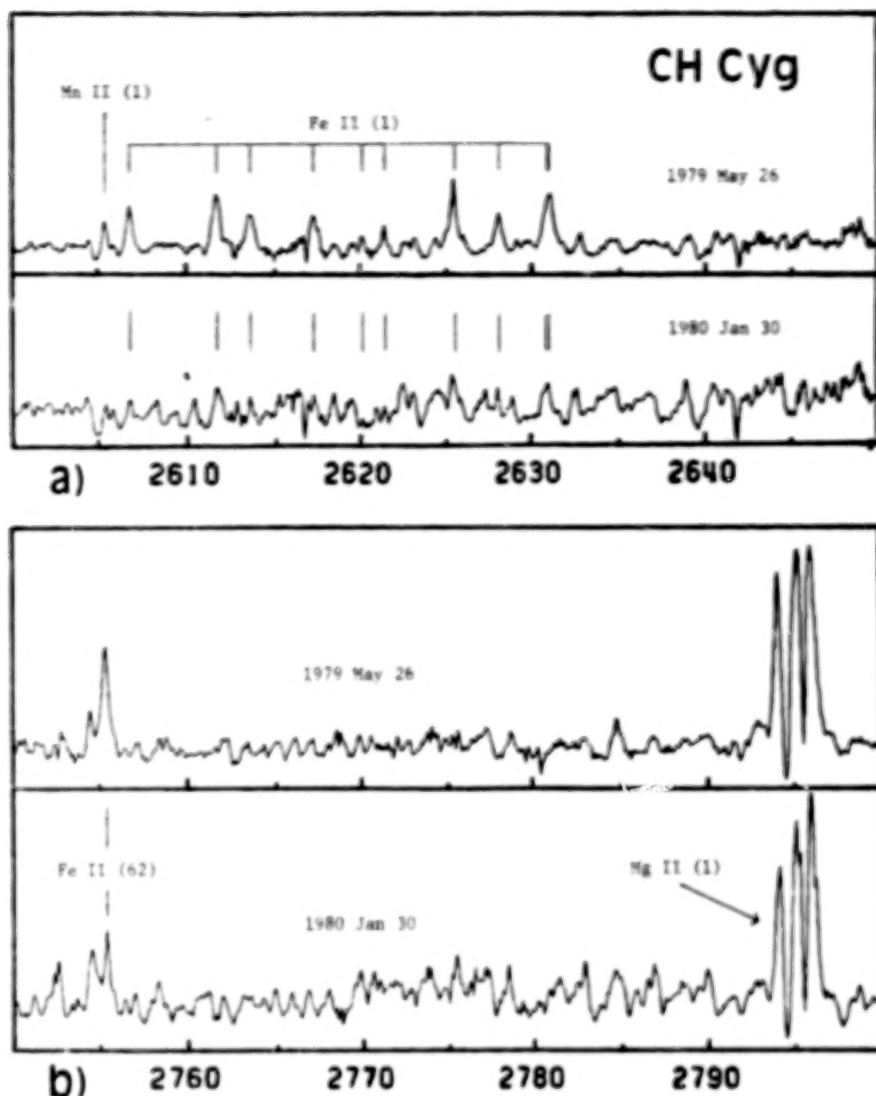 CH Cyg
Mn II (1)
Fe II (1)
1979 May 26
1980 Jan 30
a) 2610 2620 2630 2640
1979 May 26
Fe II (62)
Mg II (1)
1980 Jan 30
b) 2760 2770 2780 2790